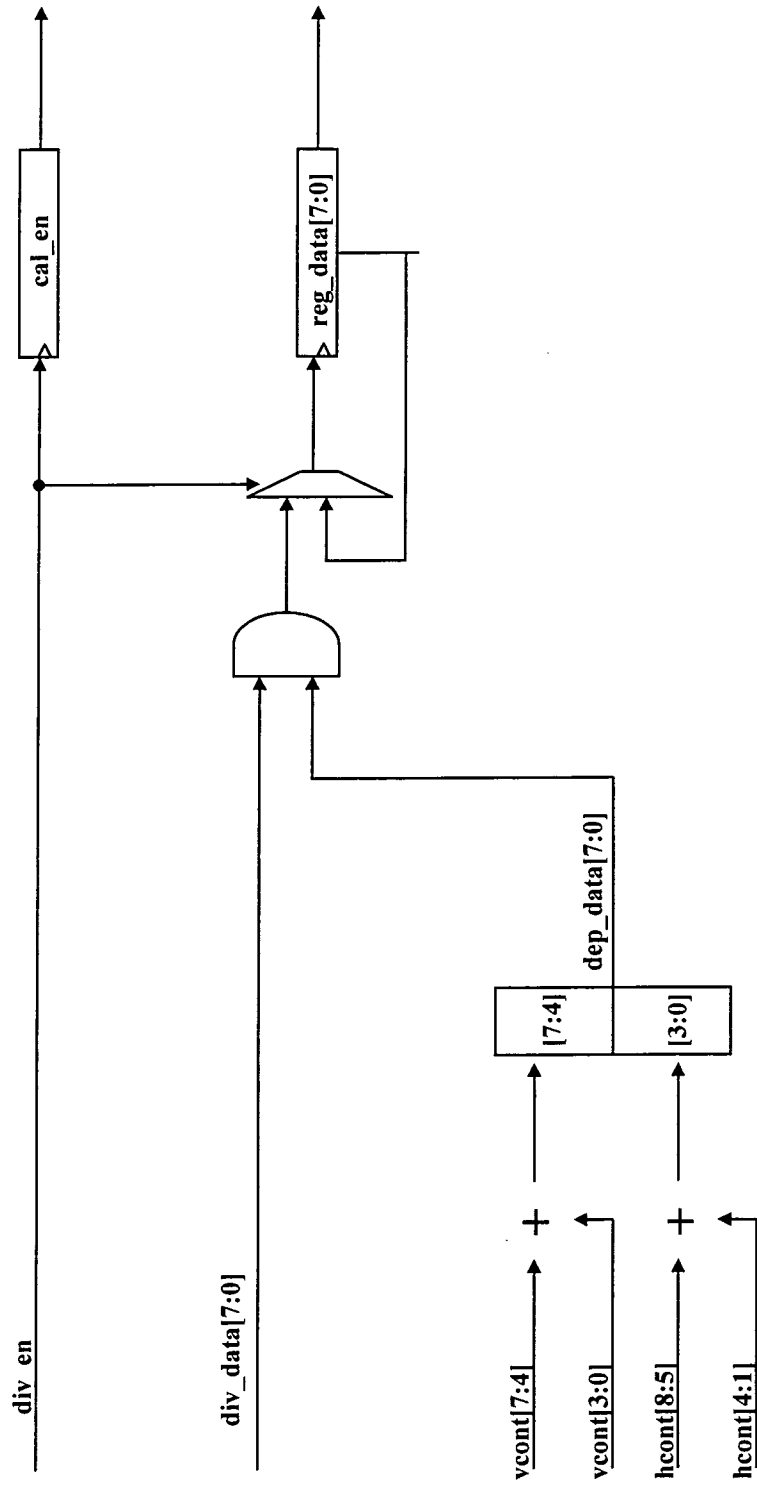 div_en
div_data[7:0]
vcont[7:4]
vcont[3:0]
hcont[8:5]
hcont[4:1]
+
+
[7:4]
[3:0]
dep_data[7:0]
cal_en
reg_data[7:0]